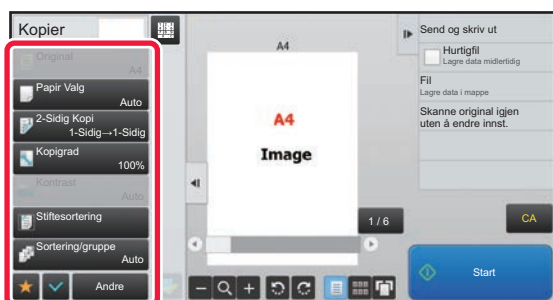 Kopier
Original
A4
Papir Valg
Auto
2-Sidig Kopi
1-Sidig→1-Sidig
Kopigrad
100%
Kontrast
Auto
Stiftesortering
Sortering/gruppe
Auto
Andre
A4
A4
Image
1 / 6
Send og skriv ut
Hurtigfil
Lagre data midlertidig
Fil
Lagre data i mappe
Skanne original igjen
uten å endre innst.
CA
Start